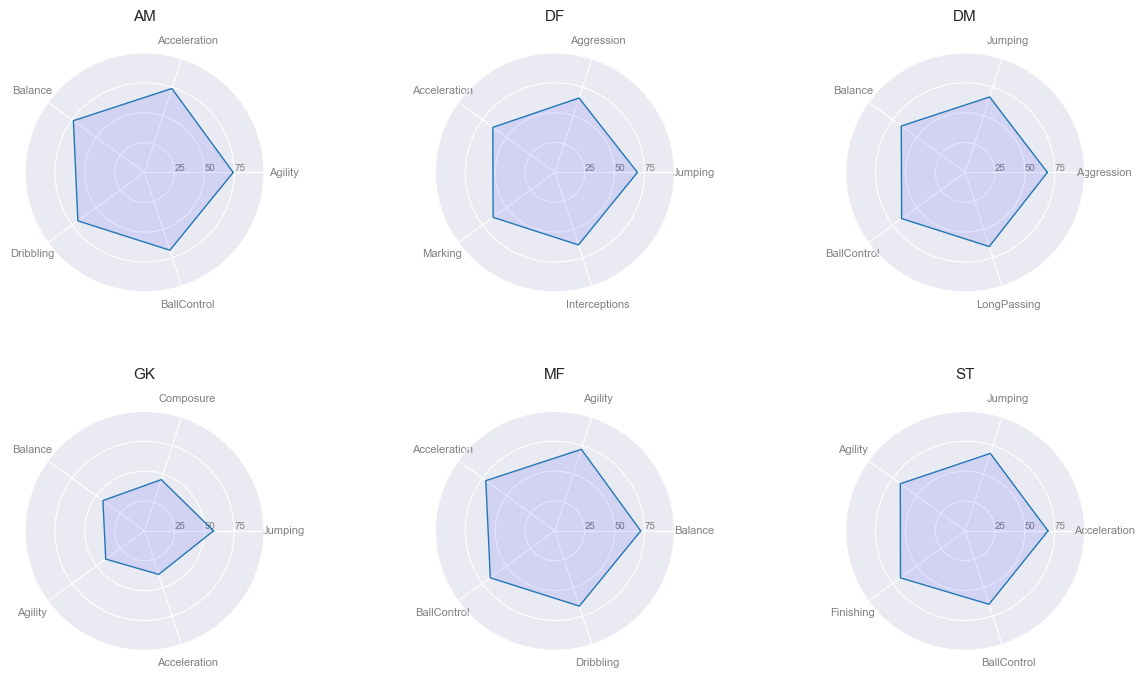 AM
Acceleration
Balance
25 50 75
Agility
Dribbling
BallControl
DF
Aggression
Acceleration
25 50 75
Jumping
Marking
Interceptions
DM
Jumping
Balance
25 50 75
Aggression
BallControl
LongPassing
GK
Composure
Balance
25 50 75
Jumping
Agility
Acceleration
MF
Agility
Acceleration
25 50 75
Balance
BallControl
Dribbling
ST
Jumping
Agility
25 50 75
Acceleration
Finishing
BallControl